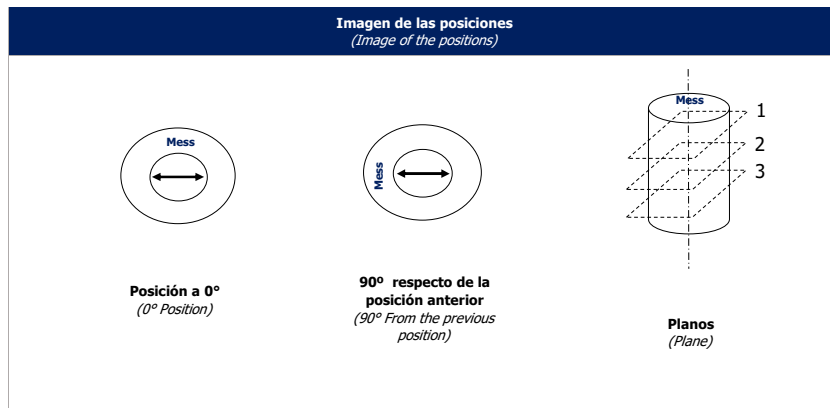 Imagen de las posiciones
(Image of the positions)
Mess
Posición a 0°
(0° Position)
Mess
90º respecto de la
posición anterior
(90° From the previous
position)
Mess
1
2
3
Planos
(Plane)